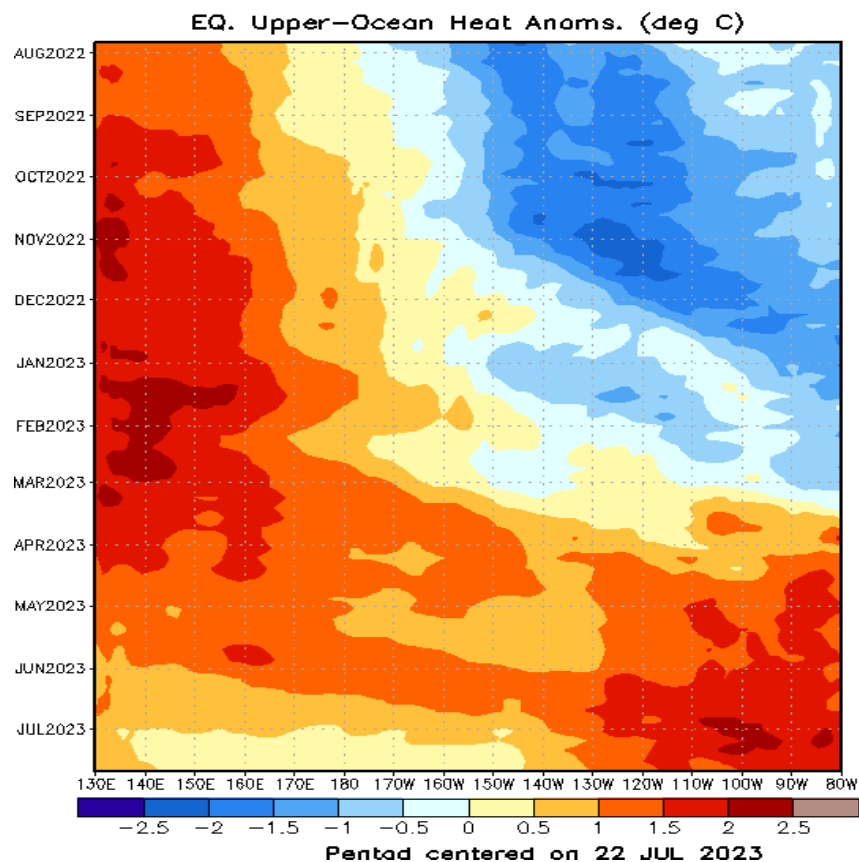 EQ. Upper-Ocean Heat Anoms. (deg C)
AUG2022
SEP2022
OCT2022
NOV2022
DEC2022
JAN2023
FEB2023
MAR2023
APR2023
MAY2023
JUN2023
JUL2023
130E 140E 150E 160E 170E 180 170W 160W 150W 140W 130W 120W 110W 100W 90W 80W
-2.5 -2 -1.5 -1 -0.5 0 0.5 1 1.5 2 2.5
Pentad centered on 22 JUL 2023